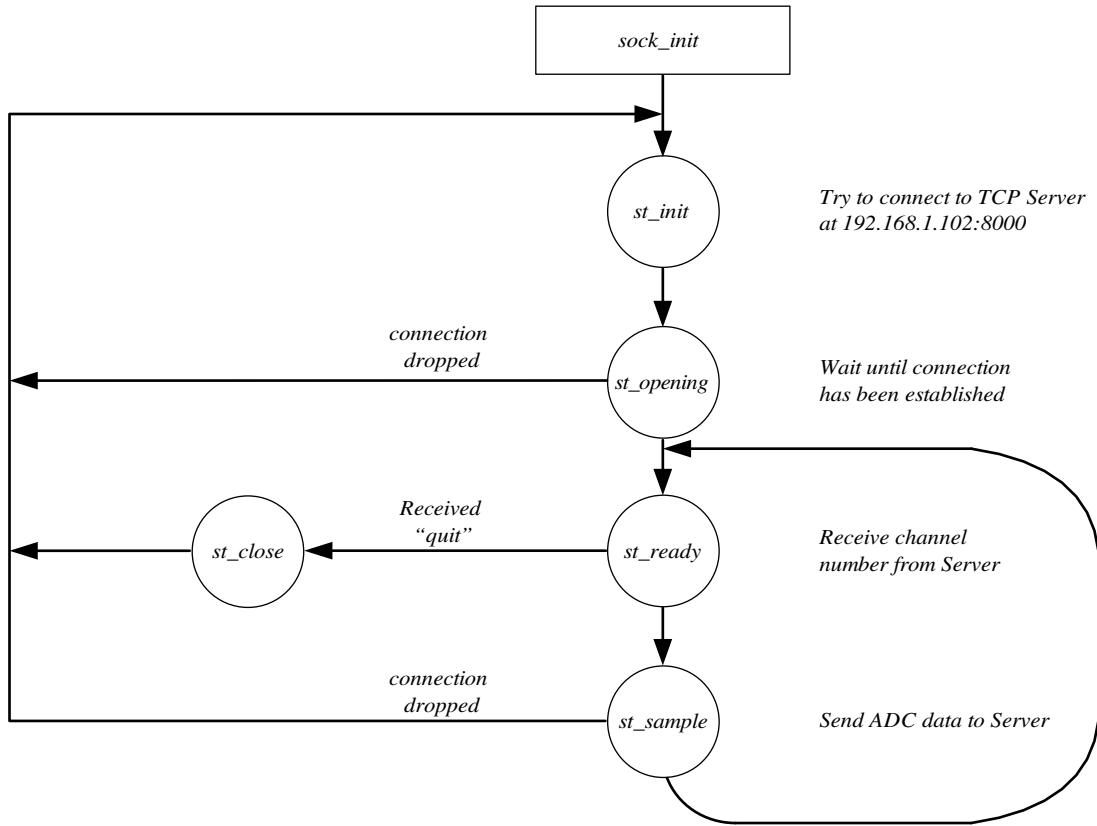 sock_init
st_init
Try to connect to TCP Server
at 192.168.1.102:8000
connection
dropped
st_opening
Wait until connection
has been established
Received
“quit”
st_close
st_ready
Receive channel
number from Server
connection
dropped
st_sample
Send ADC data to Server